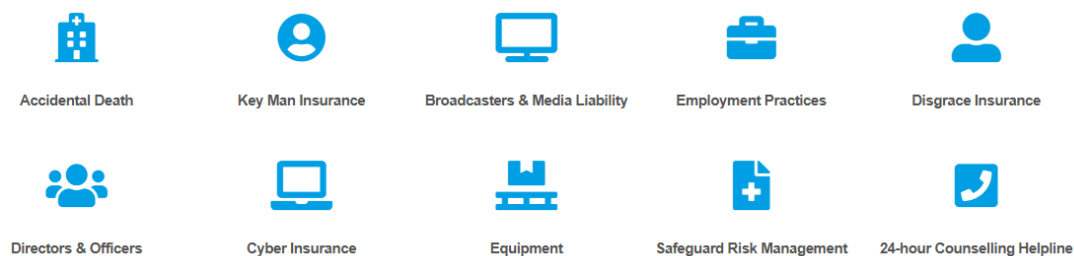 Accidental Death
Key Man Insurance
Broadcasters & Media Liability
Employment Practices
Disgrace Insurance
Directors & Officers
Cyber Insurance
Equipment
Safeguard Risk Management
24-hour Counselling Helpline